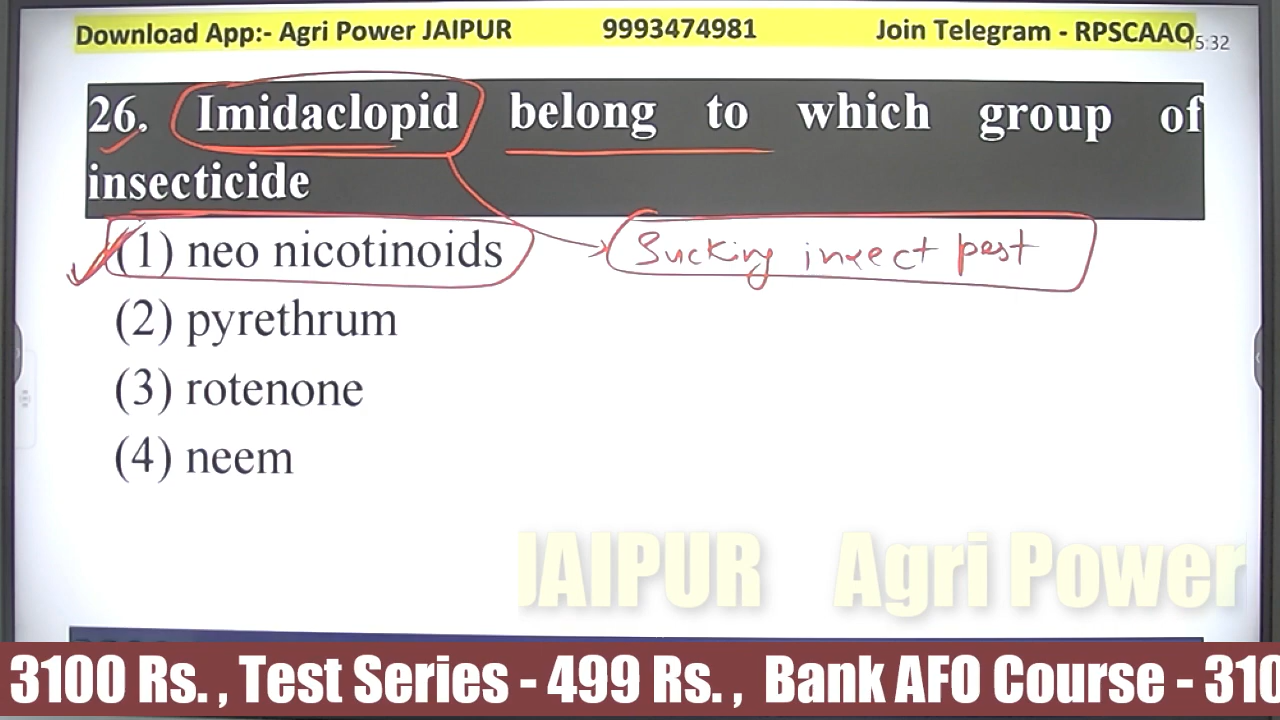 Download App:- Agri Power JAIPUR 9993474981 Join Telegram - RPSCAAO
15:32
26. Imidaclopid belong to which group of
insecticide
(1) neo nicotinoids
Sucking insect pest
(2) pyrethrum
(3) rotenone
(4) neem
JAIPUR Agri Power
3100 Rs. , Test Series - 499 Rs. , Bank AFO Course - 310